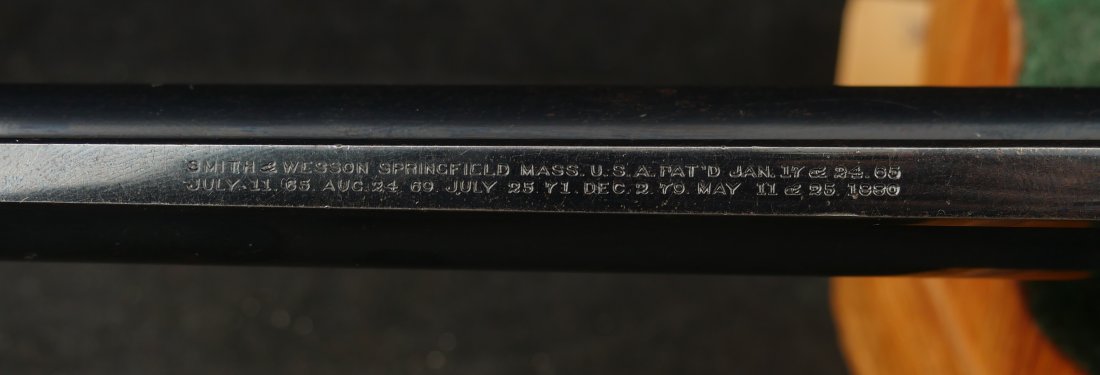 SMITH & WESSON SPRINGFIELD MASS. U.S.A. PAT'D JAN. 17 & 24. 65
JULY. 11. 65. AUG. 24. 69. JULY 25. 71. DEC. 2. 79. MAY 11 & 25. 1880